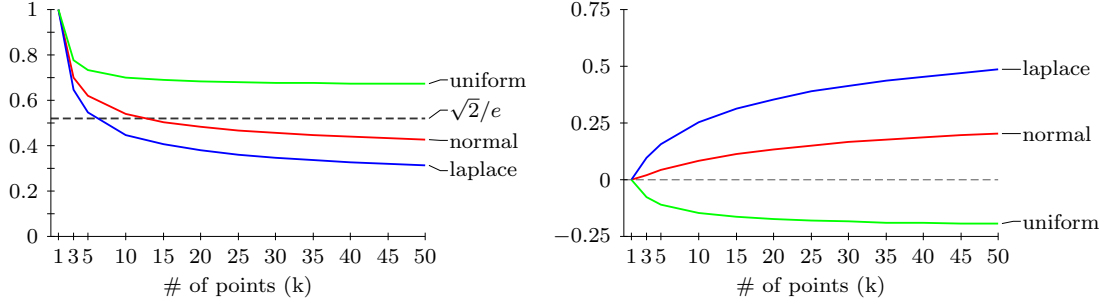 1
0.8
0.6
0.4
0.2
0
1 3 5 10 15 20 25 30 35 40 45 50
# of points (k)
uniform
√2/e
normal
laplace
0.75
0.5
0.25
0
−0.25
1 3 5 10 15 20 25 30 35 40 45 50
# of points (k)
laplace
normal
uniform